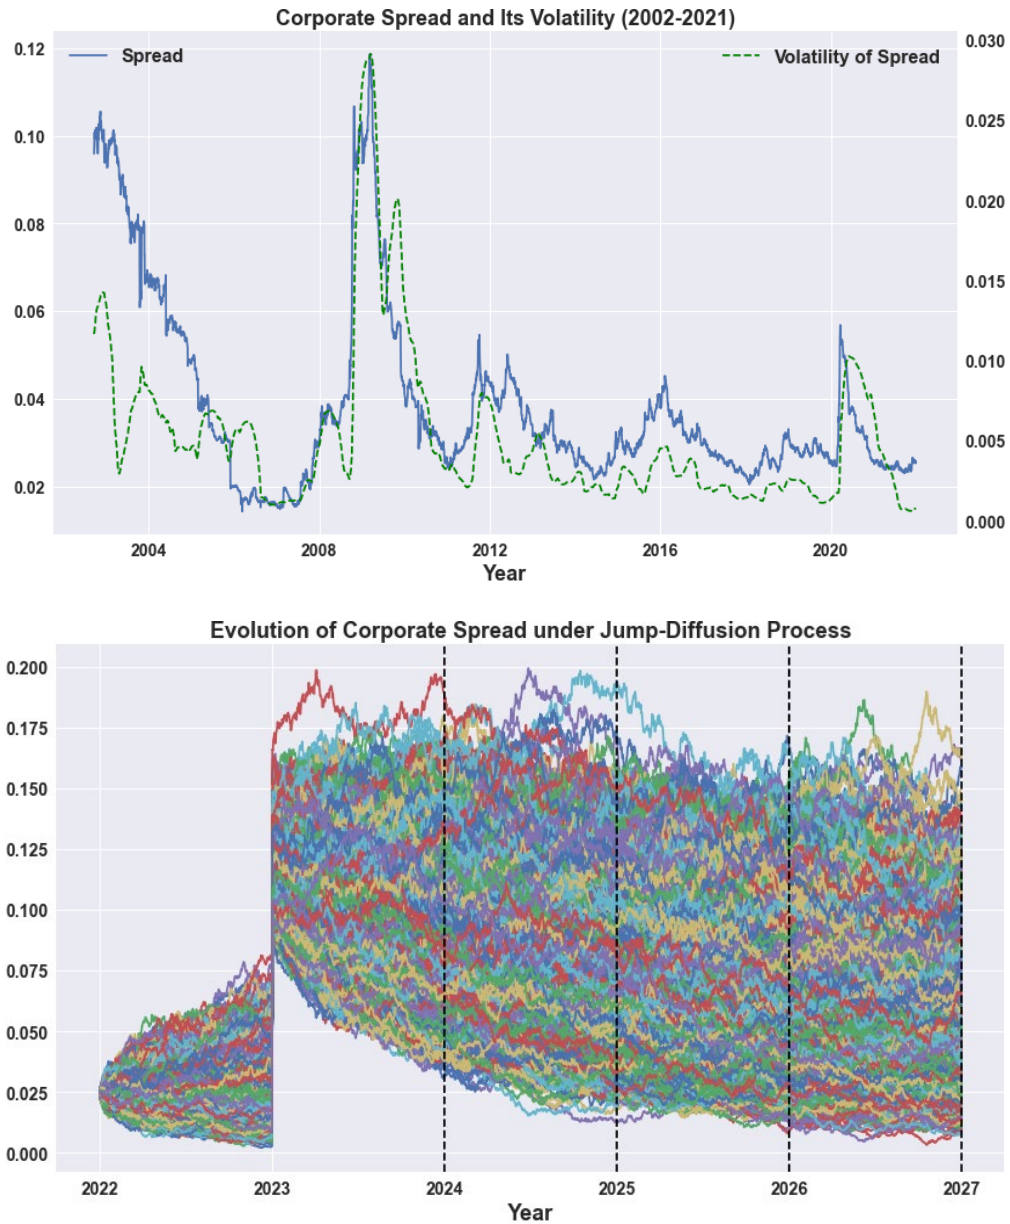 Corporate Spread and Its Volatility (2002-2021)
0.12
0.10
0.08
0.06
0.04
0.02
Spread
Volatility of Spread
0.030
0.025
0.020
0.015
0.010
0.005
0.000
2004 2008 2012 2016 2020
Year
Evolution of Corporate Spread under Jump-Diffusion Process
0.200
0.175
0.150
0.125
0.100
0.075
0.050
0.025
0.000
2022 2023 2024 2025 2026 2027
Year